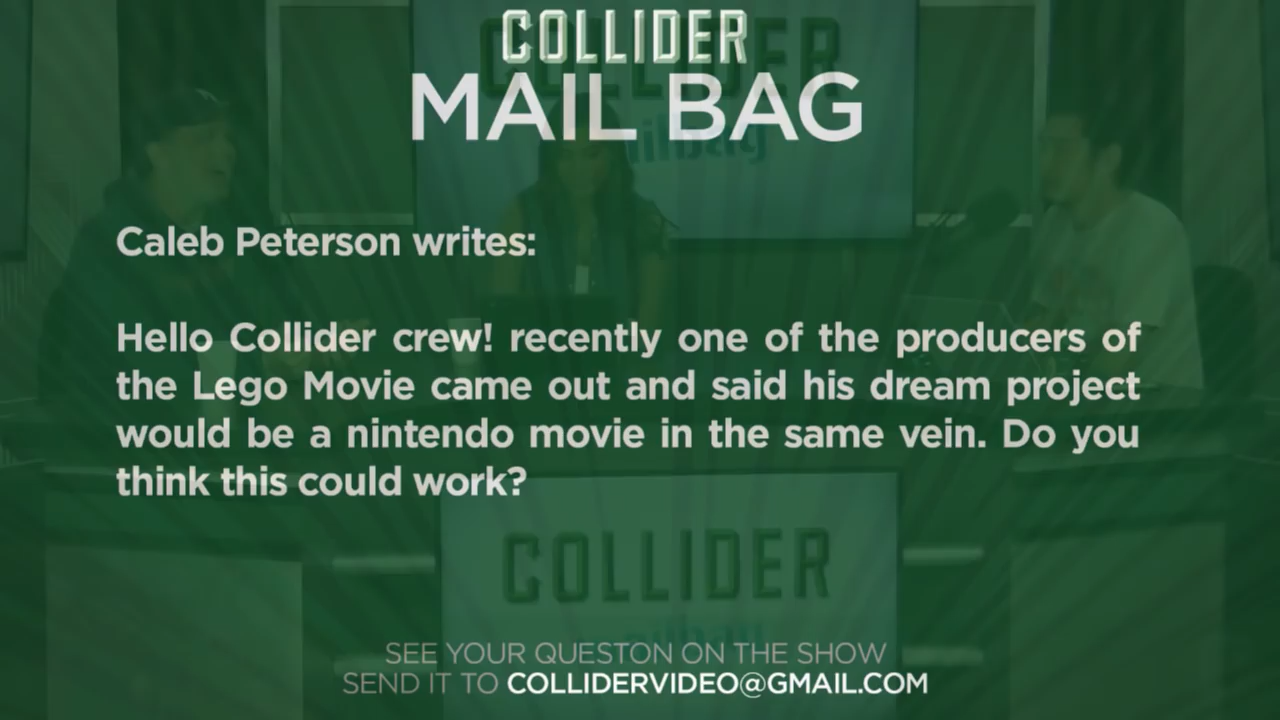 COLLIDER
MAIL BAG
Caleb Peterson writes:
Hello Collider crew! recently one of the producers of
the Lego Movie came out and said his dream project
would be a nintendo movie in the same vein. Do you
think this could work?
COLLIDER
SEE YOUR QUESTON ON THE SHOW
SEND IT TO COLLIDERVIDEO@GMAIL.COM